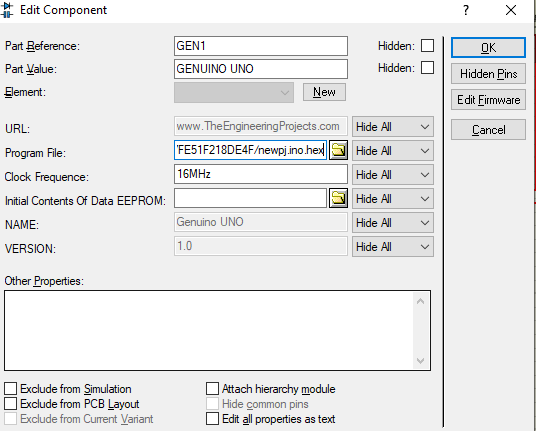 Edit Component
? ×
Part Reference: GEN1 Hidden:
Part Value: GENUINO UNO Hidden:
Element: New
URL: www.TheEngineeringProjects.com Hide All
Program File: 'FE51F218DE4F/newpj.ino.hex Hide All
Clock Frequence: 16MHz Hide All
Initial Contents Of Data EEPROM: Hide All
NAME: Genuino UNO Hide All
VERSION: 1.0 Hide All
Other Properties:
Exclude from Simulation Attach hierarchy module
Exclude from PCB Layout Hide common pins
Exclude from Current Variant Edit all properties as text
OK
Hidden Pins
Edit Firmware
Cancel